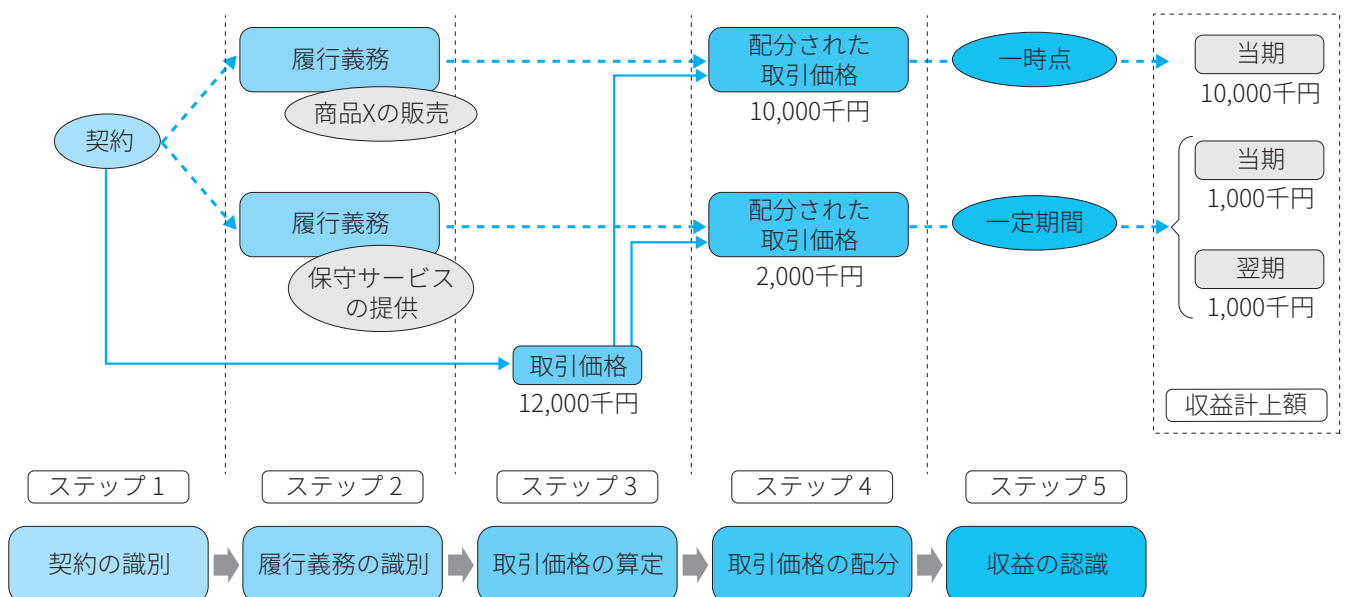 契約
履行義務
商品Xの販売
履行義務
保守サービス
の提供
取引価格
12,000千円
配分された
取引価格
10,000千円
配分された
取引価格
2,000千円
一時点
一定期間
当期
10,000千円
当期
1,000千円
翌期
1,000千円
収益計上額
ステップ1
ステップ2
ステップ3
ステップ4
ステップ5
契約の識別
履行義務の識別
取引価格の算定
取引価格の配分
収益の認識